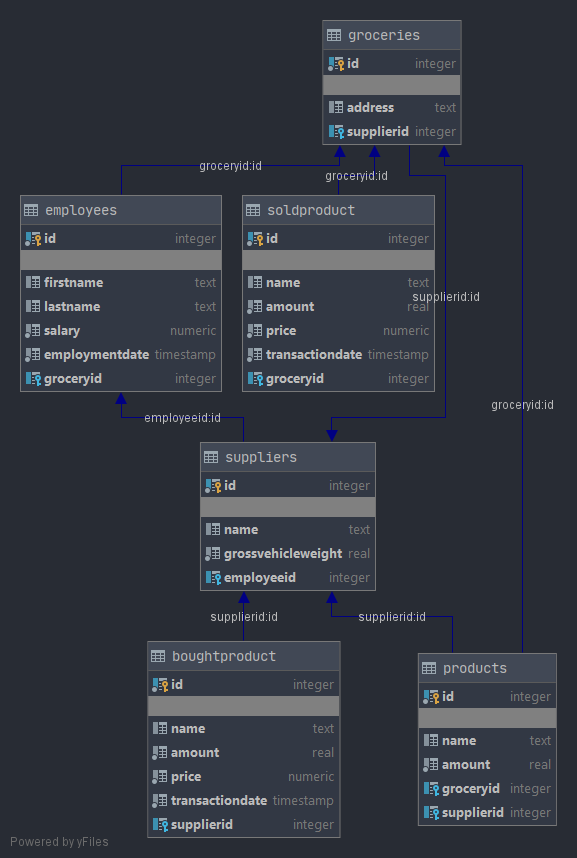 groceries
id integer
address text
supplierid integer
groceryid:id
groceryid:id
employees
id integer
firstname text
lastname text
salary numeric
employmentdate timestamp
groceryid integer
soldproduct
id integer
name text
amount real
price numeric
transactiondate timestamp
groceryid integer
supplierid:id
groceryid:id
employeeid:id
suppliers
id integer
name text
grossvehicleweight real
employeeid integer
supplierid:id
supplierid:id
boughtproduct
id integer
name text
amount real
price numeric
transactiondate timestamp
supplierid integer
products
id integer
name text
amount real
groceryid integer
supplierid integer
Powered by yFiles